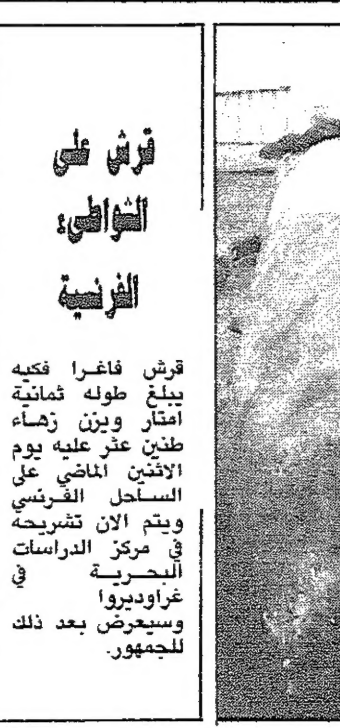 قرش على
الشواطىء
الفرنسية
قرش فاغرا فكيه
يبلغ طوله ثمانية
امتار ويزن زهاء
طنين عثر عليه يوم
الاثنين الماضي على
الساحل الفرنسي
ويتم الان تشريحه
في مركز الدراسات
البحرية في
غراوديروا
وسيعرض بعد ذلك
للجمهور.